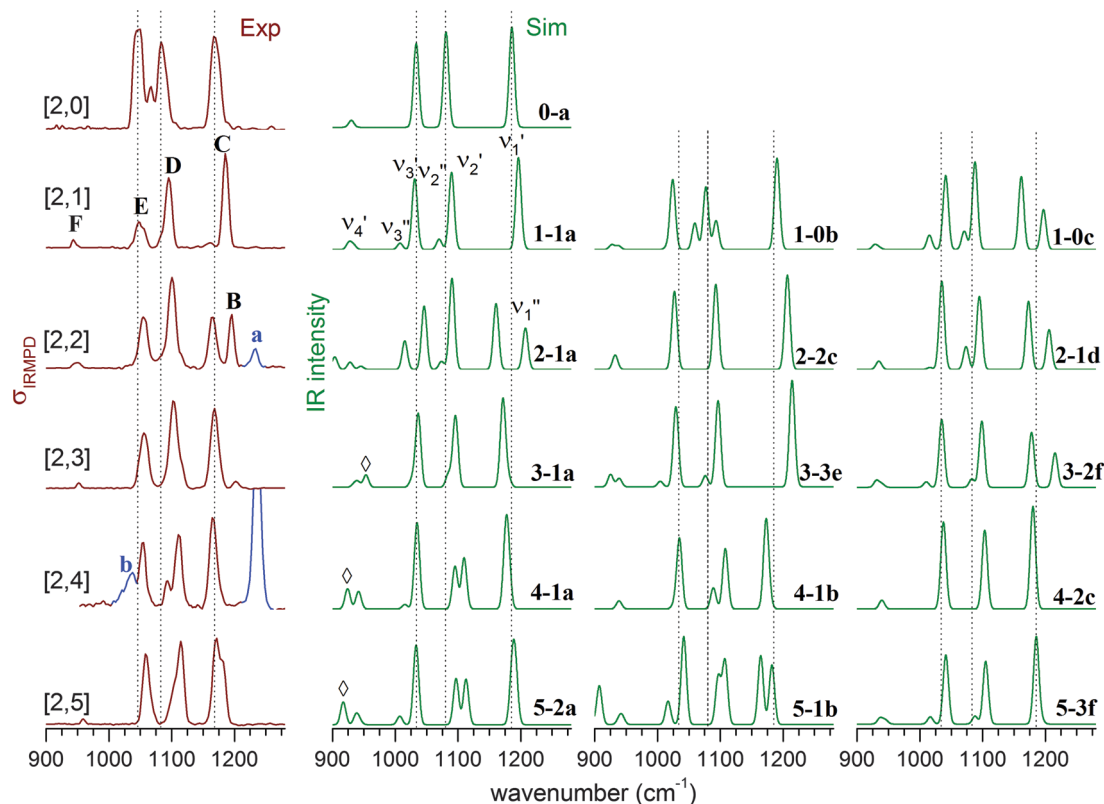 Exp Sim
[2,0] 0-a
[2,1] F E D C ν4' ν3'' ν3' ν2'' ν2' ν1' 1-1a 1-0b 1-0c
[2,2] B a ν1'' 2-1a 2-2c 2-1d
σIRMPD
IR intensity
[2,3] ◊ 3-1a 3-3e 3-2f
[2,4] b ◊ 4-1a 4-1b 4-2c
[2,5] ◊ 5-2a 5-1b 5-3f
900 1000 1100 1200 900 1000 1100 1200 900 1000 1100 1200 900 1000 1100 1200
wavenumber (cm⁻¹)